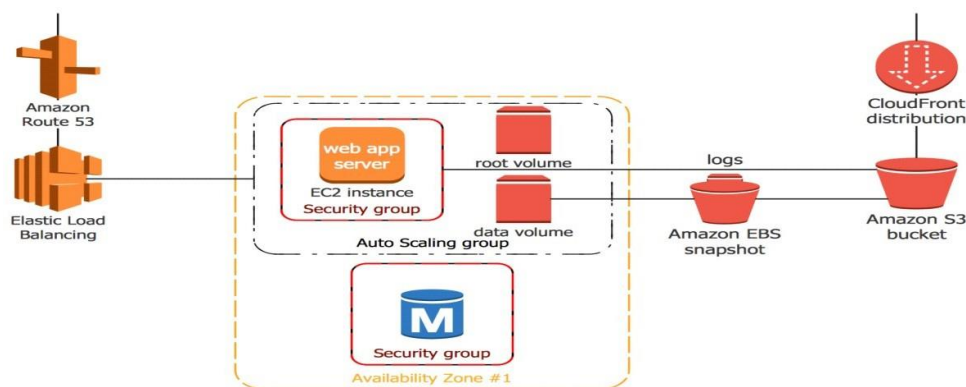 Amazon
Route 53
Elastic Load
Balancing
web app
server
EC2 instance
Security group
root volume
data volume
Auto Scaling group
M
Security group
Availability Zone #1
logs
Amazon EBS
snapshot
CloudFront
distribution
Amazon S3
bucket